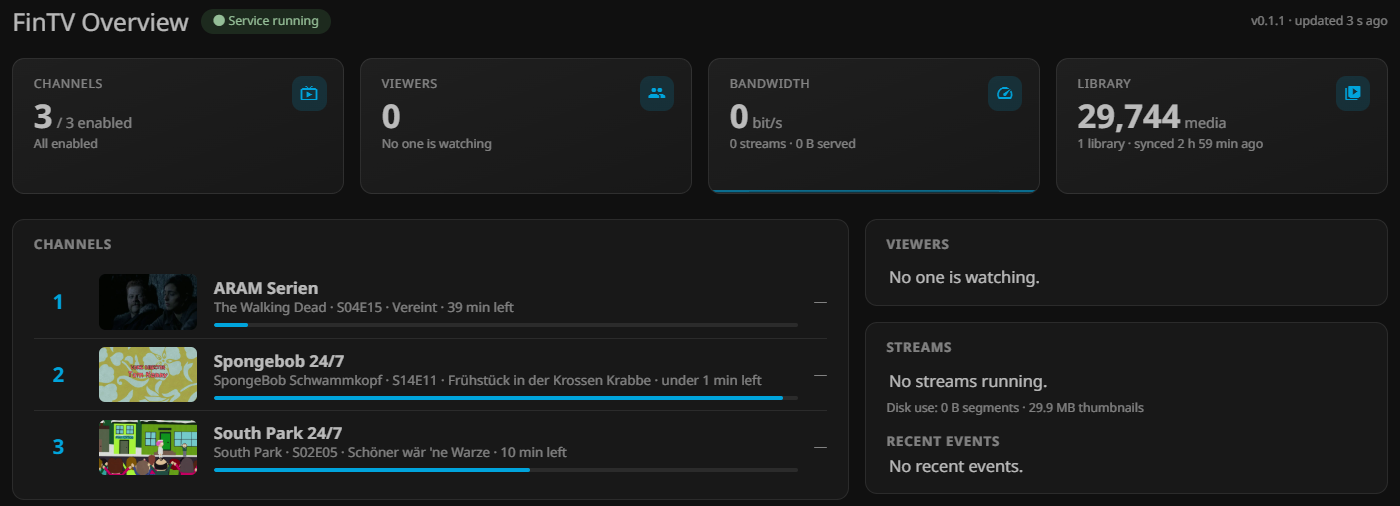 FinTV Overview
Service running
v0.1.1 · updated 3 s ago
CHANNELS
3 / 3 enabled
All enabled
VIEWERS
0
No one is watching
BANDWIDTH
0 bit/s
0 streams · 0 B served
LIBRARY
29,744 media
1 library · synced 2 h 59 min ago
CHANNELS
1
ARAM Serien
The Walking Dead · S04E15 · Vereint · 39 min left
—
2
Spongebob 24/7
SpongeBob Schwammkopf · S14E11 · Frühstück in der Krossen Krabbe · under 1 min left
—
3
South Park 24/7
South Park · S02E05 · Schöner wär 'ne Warze · 10 min left
—
VIEWERS
No one is watching.
STREAMS
No streams running.
Disk use: 0 B segments · 29.9 MB thumbnails
RECENT EVENTS
No recent events.